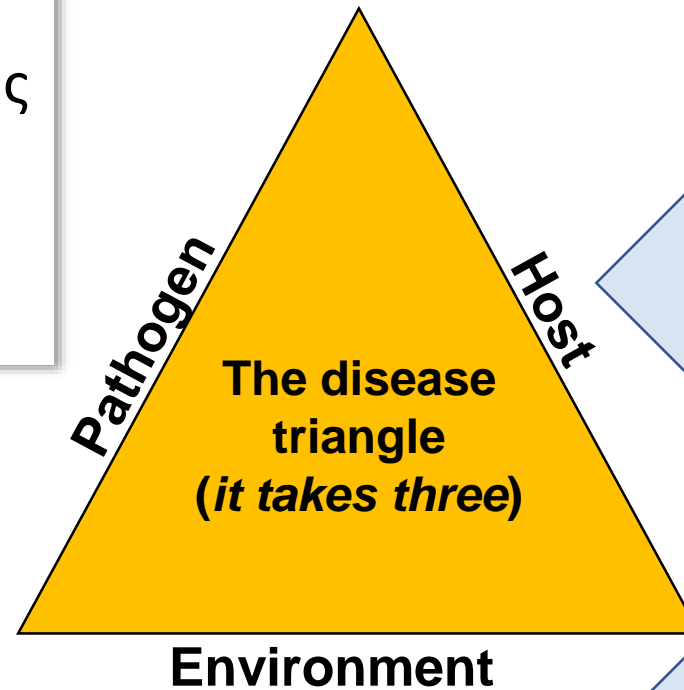 ς
Pathogen
Host
The disease
triangle
(it takes three)
Environment